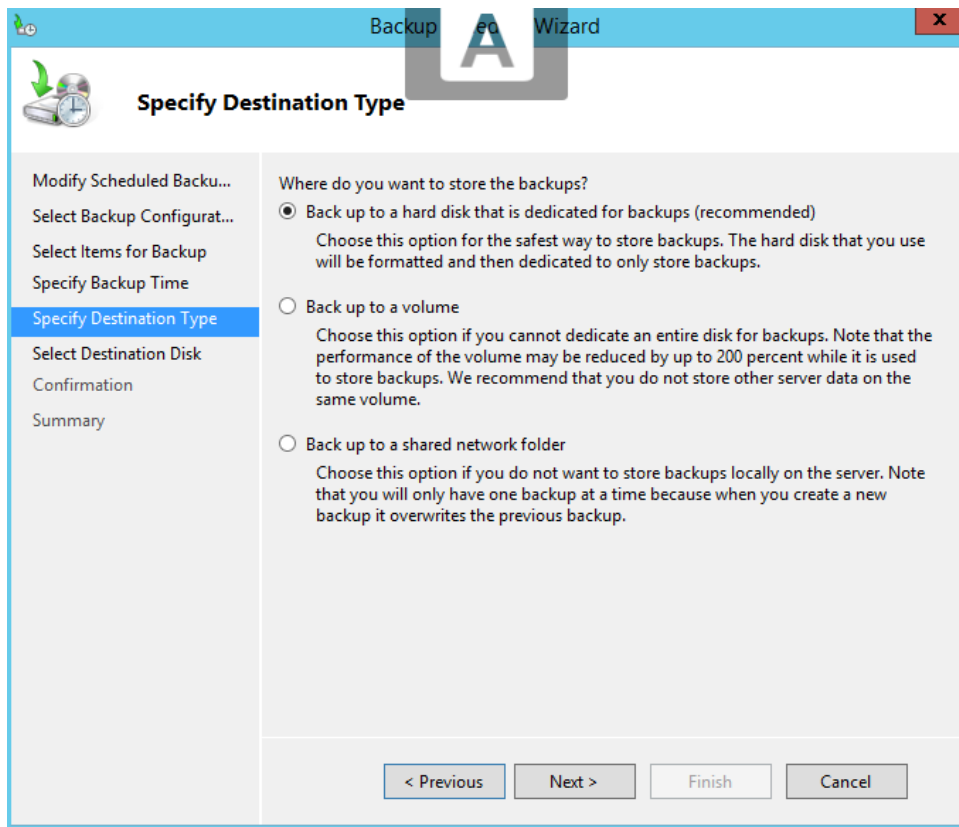 Backup Wizard
X
A
Specify Destination Type
Modify Scheduled Backu...
Select Backup Configurat...
Select Items for Backup
Specify Backup Time
Specify Destination Type
Select Destination Disk
Confirmation
Summary
Where do you want to store the backups?
Back up to a hard disk that is dedicated for backups (recommended)
Choose this option for the safest way to store backups. The hard disk that you use
will be formatted and then dedicated to only store backups.
Back up to a volume
Choose this option if you cannot dedicate an entire disk for backups. Note that the
performance of the volume may be reduced by up to 200 percent while it is used
to store backups. We recommend that you do not store other server data on the
same volume.
Back up to a shared network folder
Choose this option if you do not want to store backups locally on the server. Note
that you will only have one backup at a time because when you create a new
backup it overwrites the previous backup.
< Previous
Next >
Finish
Cancel